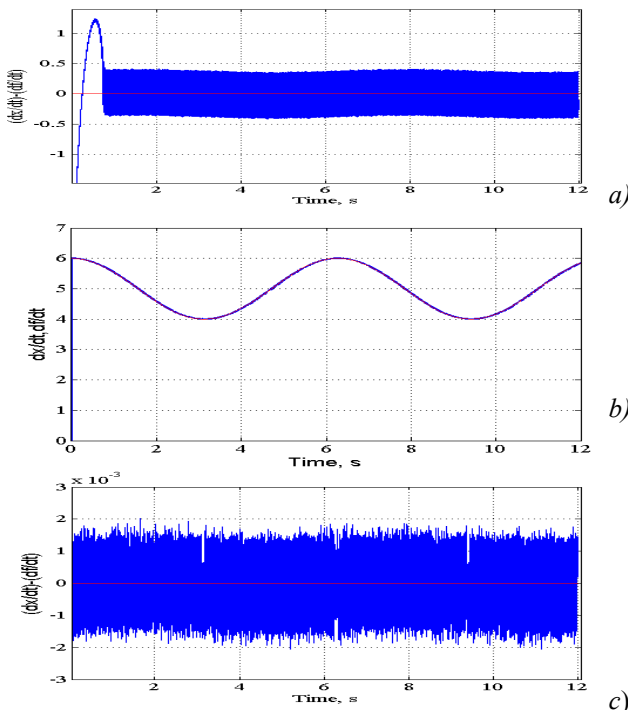 (dx/dt)-(df/dt)
1
0.5
0
-0.5
-1
2 4 6 8 10 12
Time, s
a)
dx/dt,df/dt
7
6
5
4
3
2
1
0
0 2 4 6 8 10 12
Time, s
b)
x 10⁻³
(dx/dt)-(df/dt)
3
2
1
0
-1
-2
-3
2 4 6 8 10 12
Time, s
c)